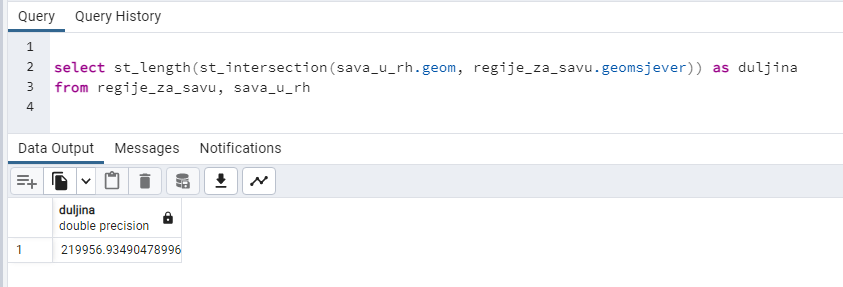 Query Query History
1
2 select st_length(st_intersection(sava_u_rh.geom, regije_za_savu.geomsjever)) as duljina
3 from regije_za_savu, sava_u_rh
4
Data Output Messages Notifications
duljina
double precision
1 219956.93490478996